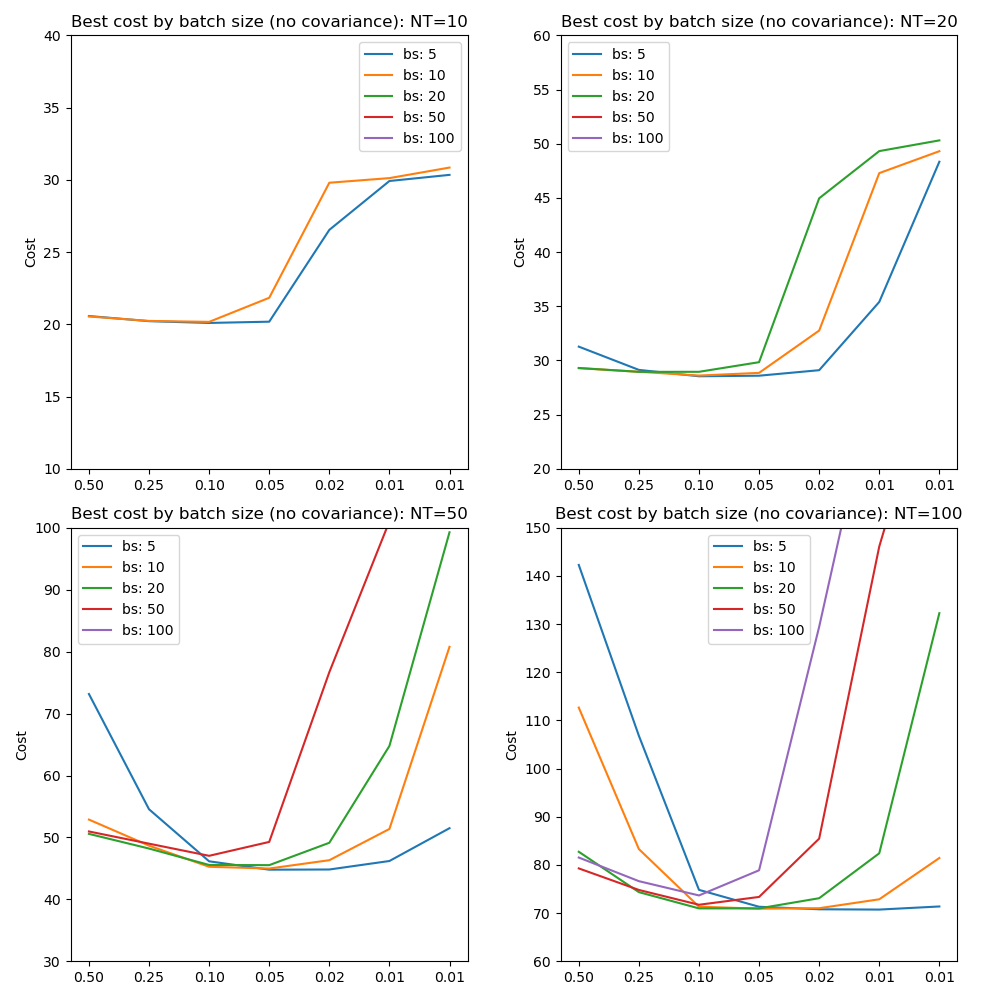 Best cost by batch size (no covariance): NT=10
40
35
30
25
20
15
10
Cost
bs: 5
bs: 10
bs: 20
bs: 50
bs: 100
0.50 0.25 0.10 0.05 0.02 0.01 0.01
Best cost by batch size (no covariance): NT=20
60
55
50
45
40
35
30
25
20
Cost
bs: 5
bs: 10
bs: 20
bs: 50
bs: 100
0.50 0.25 0.10 0.05 0.02 0.01 0.01
Best cost by batch size (no covariance): NT=50
100
90
80
70
60
50
40
30
Cost
bs: 5
bs: 10
bs: 20
bs: 50
bs: 100
0.50 0.25 0.10 0.05 0.02 0.01 0.01
Best cost by batch size (no covariance): NT=100
150
140
130
120
110
100
90
80
70
60
Cost
bs: 5
bs: 10
bs: 20
bs: 50
bs: 100
0.50 0.25 0.10 0.05 0.02 0.01 0.01